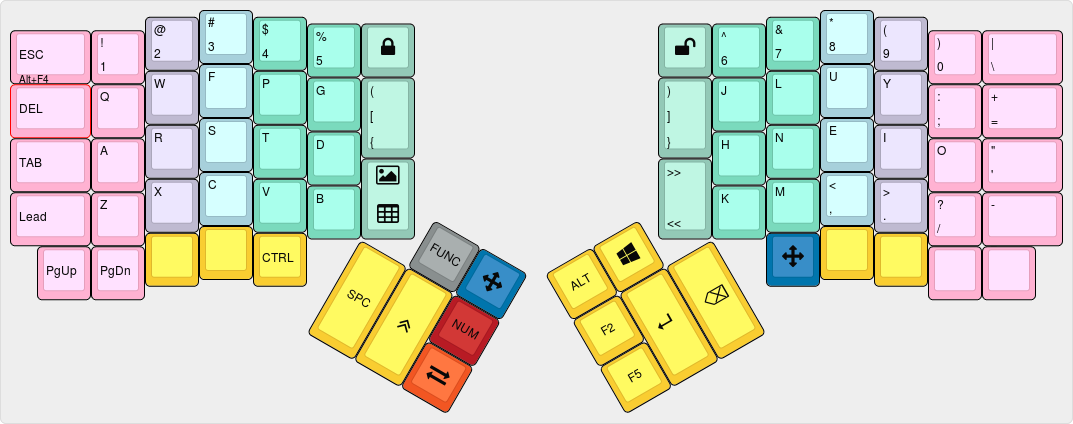 ESC
Alt+F4
!
1
@
2
#
3
$
4
%
5
DEL
Q
W
F
P
G
(
[
{
TAB
A
R
S
T
D
Lead
Z
X
C
V
B
PgUp
PgDn
CTRL
SPC
FUNC
NUM
^
6
&
7
*
8
(
9
)
0
|
\
)
]
}
J
L
U
Y
:
;
+
=
H
N
E
I
O
"
'
>>
<<
K
M
<
,
>
.
?
/
-
ALT
F2
F5